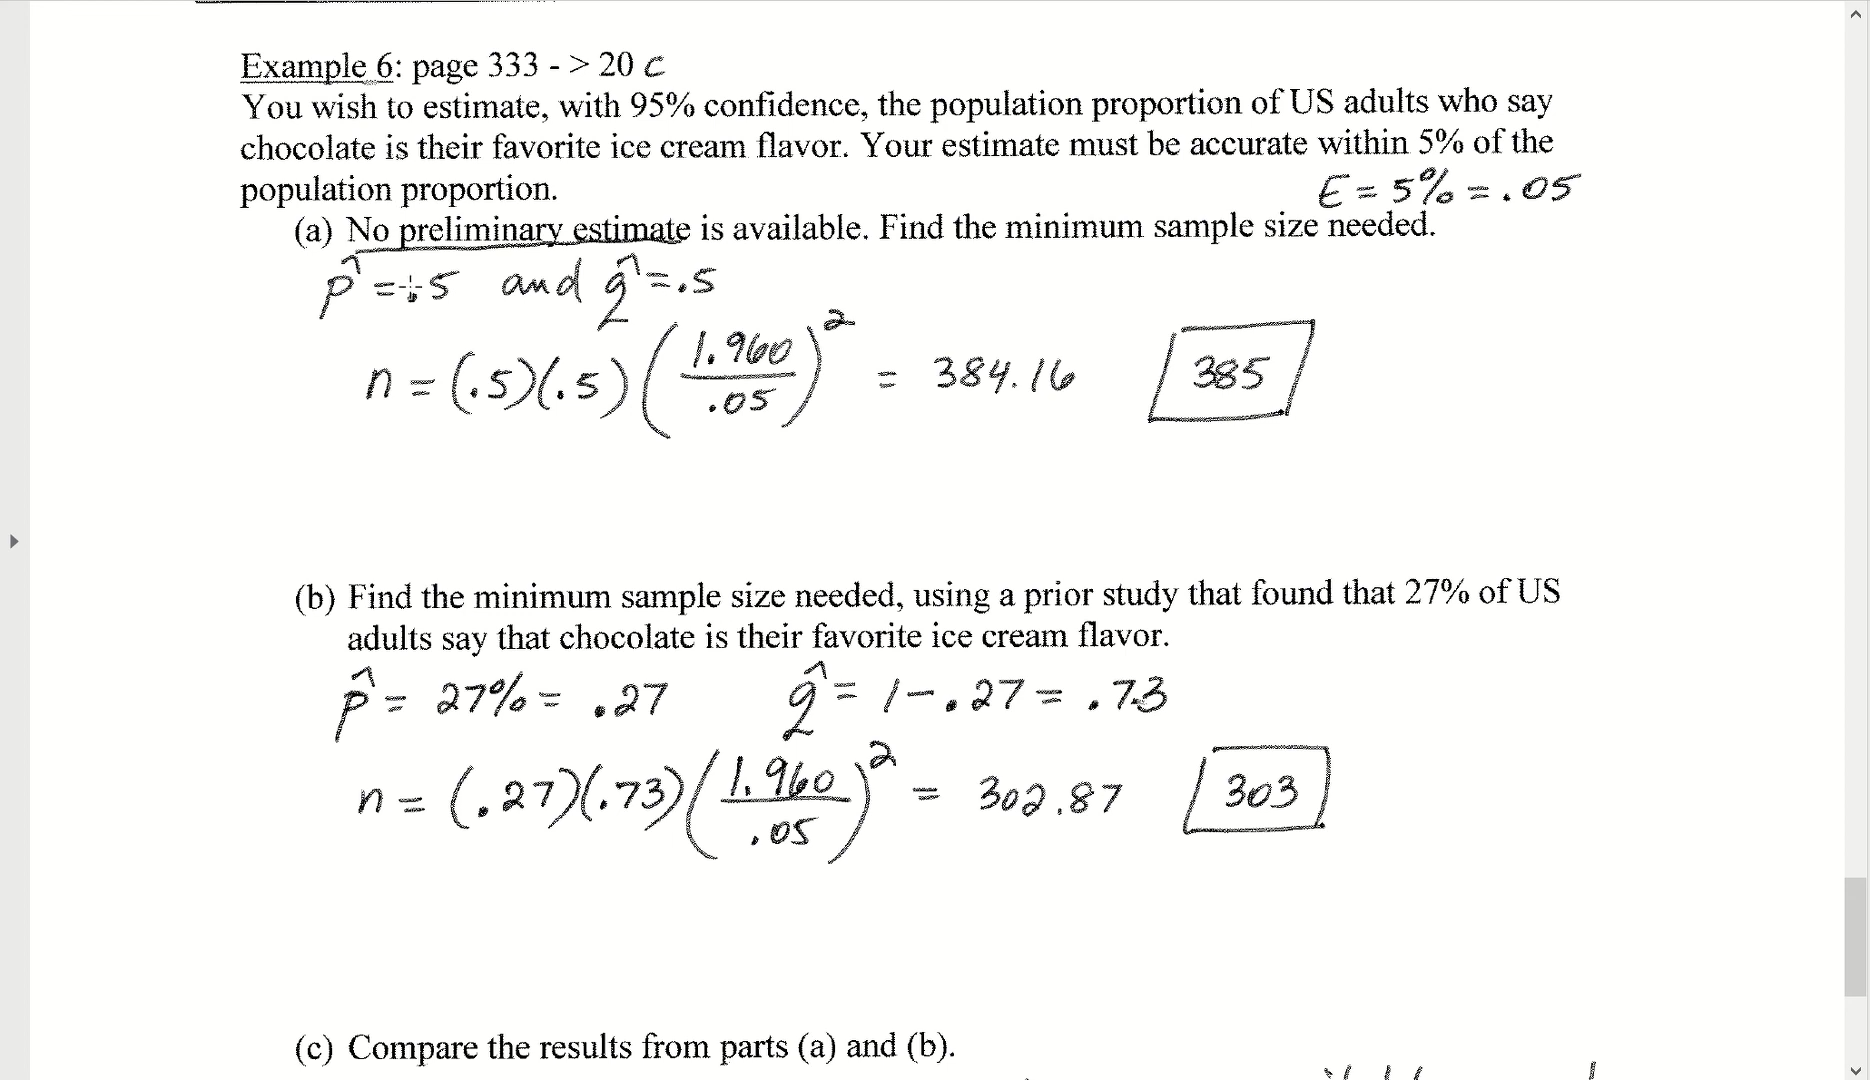 Example 6: page 333 - > 20 c
You wish to estimate, with 95% confidence, the population proportion of US adults who say
chocolate is their favorite ice cream flavor. Your estimate must be accurate within 5% of the
population proportion.
E = 5% = .05
(a) No preliminary estimate is available. Find the minimum sample size needed.
p̂ = .5 and q̂ = .5
n = (.5)(.5)(1.960/.05)² = 384.16 385
(b) Find the minimum sample size needed, using a prior study that found that 27% of US
adults say that chocolate is their favorite ice cream flavor.
p̂ = 27% = .27 q̂ = 1 - .27 = .73
n = (.27)(.73)(1.960/.05)² = 302.87 303
(c) Compare the results from parts (a) and (b).